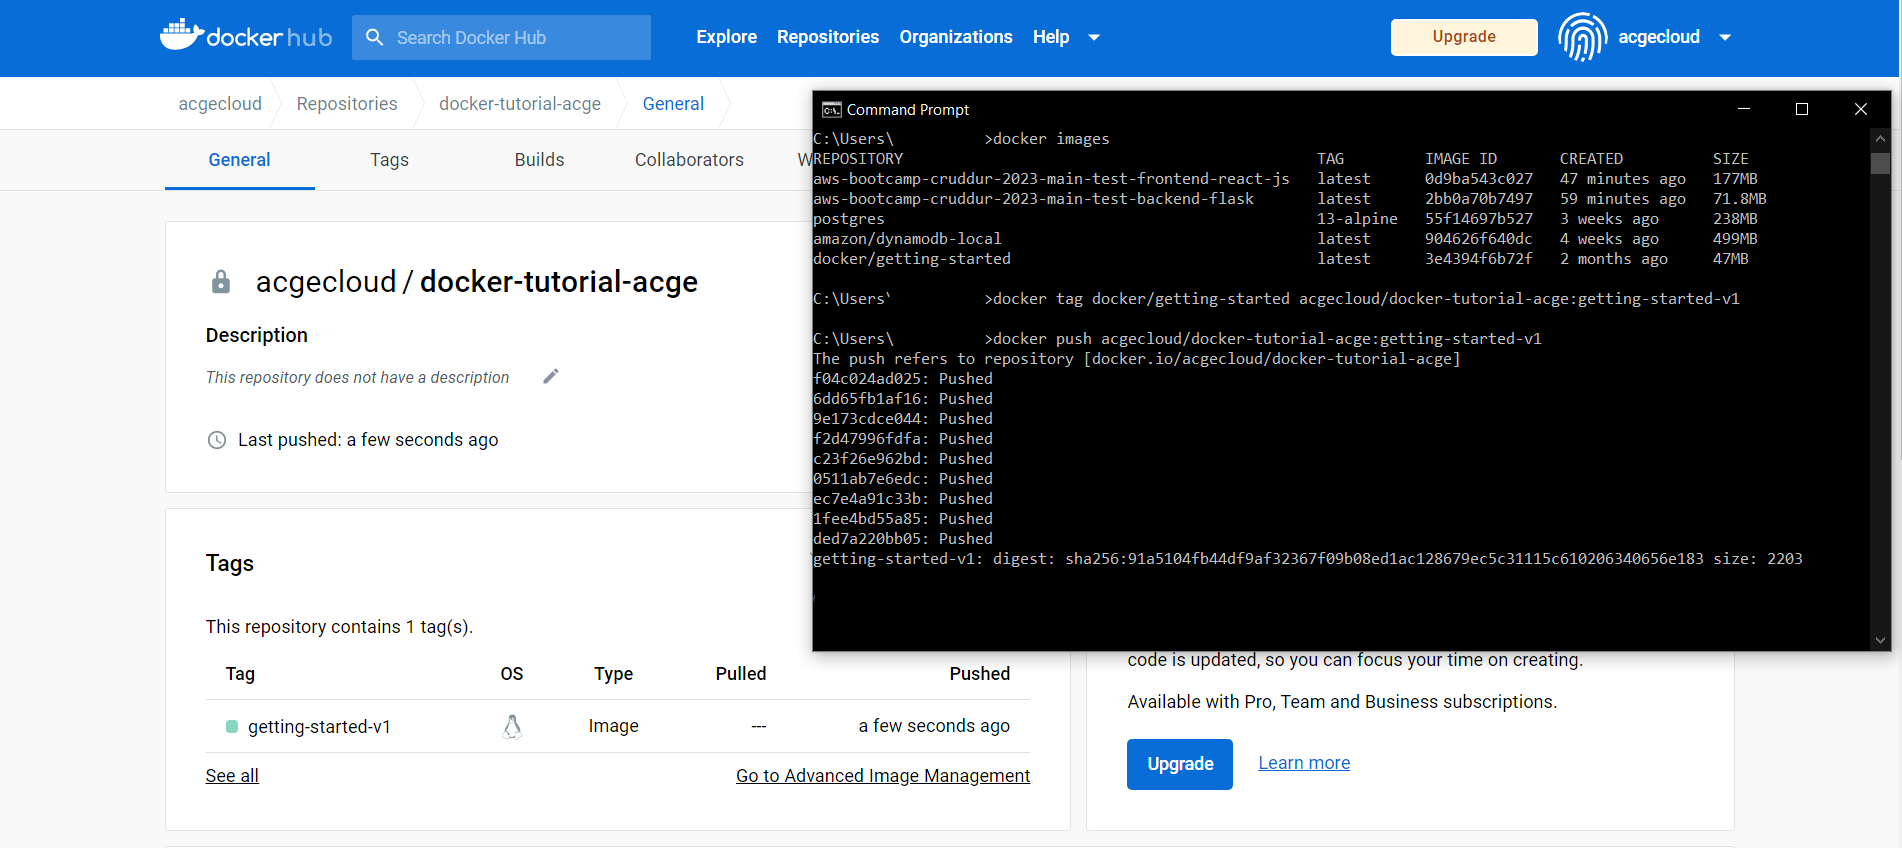 docker hub
Search Docker Hub
Explore Repositories Organizations Help
Upgrade
acgecloud
acgecloud Repositories docker-tutorial-acge General
General Tags Builds Collaborators W
acgecloud / docker-tutorial-acge
Description
This repository does not have a description
Last pushed: a few seconds ago
Tags
This repository contains 1 tag(s).
Tag OS Type Pulled Pushed
getting-started-v1 Image --- a few seconds ago
See all Go to Advanced Image Management
Command Prompt
C:\Users\ >docker images
REPOSITORY TAG IMAGE ID CREATED SIZE
aws-bootcamp-cruddur-2023-main-test-frontend-react-js latest 0d9ba543c027 47 minutes ago 177MB
aws-bootcamp-cruddur-2023-main-test-backend-flask latest 2bb0a70b7497 59 minutes ago 71.8MB
postgres 13-alpine 55f14697b527 3 weeks ago 238MB
amazon/dynamodb-local latest 904626f640dc 4 weeks ago 499MB
docker/getting-started latest 3e4394f6b72f 2 months ago 47MB
C:\Users\ >docker tag docker/getting-started acgecloud/docker-tutorial-acge:getting-started-v1
C:\Users\ >docker push acgecloud/docker-tutorial-acge:getting-started-v1
The push refers to repository [docker.io/acgecloud/docker-tutorial-acge]
f04c024ad025: Pushed
6dd65fb1af16: Pushed
9e173cdce044: Pushed
f2d47996fdfa: Pushed
c23f26e962bd: Pushed
0511ab7e6edc: Pushed
ec7e4a91c33b: Pushed
1fee4bd55a85: Pushed
ded7a220bb05: Pushed
getting-started-v1: digest: sha256:91a5104fb44df9af32367f09b08ed1ac128679ec5c31115c610206340656e183 size: 2203
code is updated, so you can focus your time on creating.
Available with Pro, Team and Business subscriptions.
Upgrade Learn more